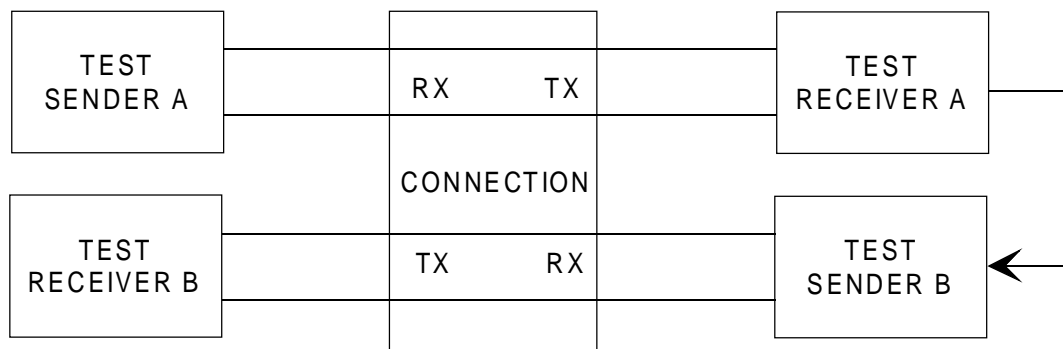 TEST
SENDER A
RX TX
TEST
RECEIVER A
CONNECTION
TEST
RECEIVER B
TX RX
TEST
SENDER B